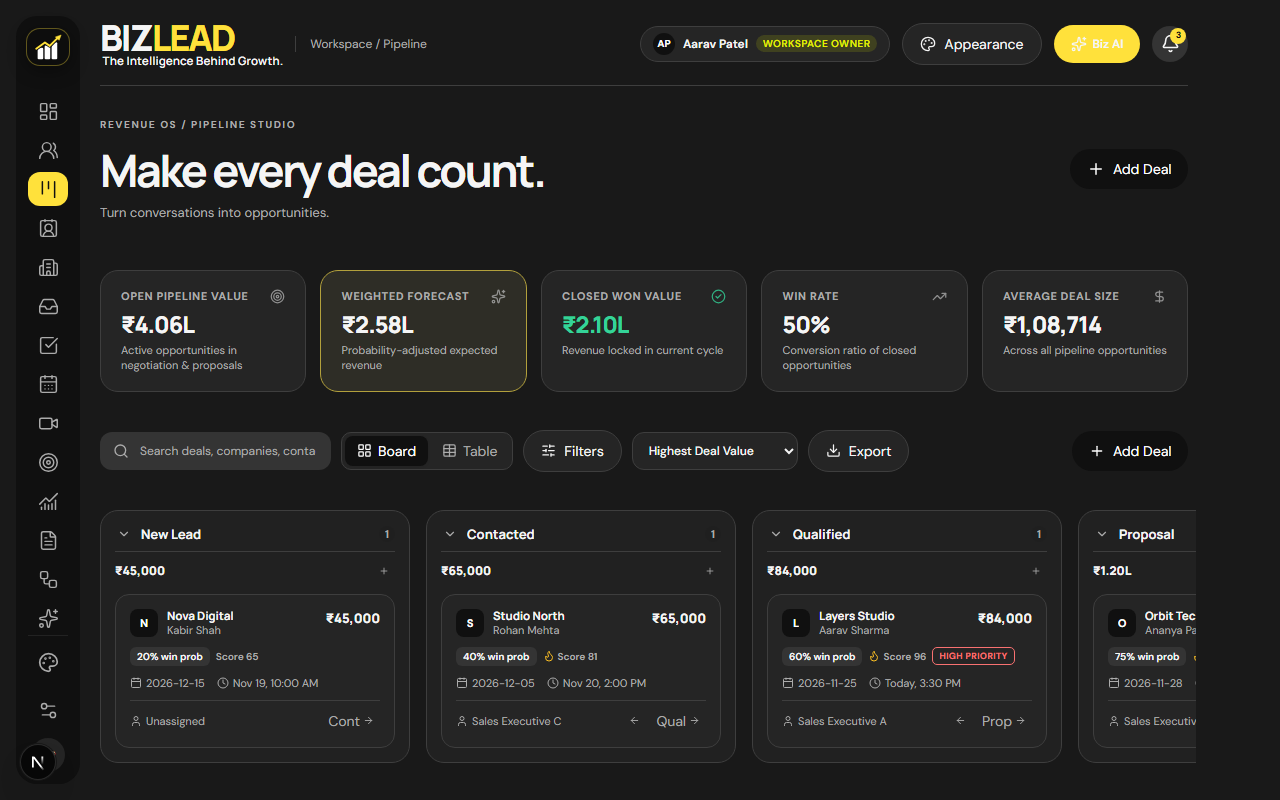 BIZLEAD
The Intelligence Behind Growth.
Workspace / Pipeline
AP Aarav Patel WORKSPACE OWNER
Appearance
Biz AI
3
REVENUE OS / PIPELINE STUDIO
Make every deal count.
Turn conversations into opportunities.
+ Add Deal
OPEN PIPELINE VALUE
₹4.06L
Active opportunities in
negotiation & proposals
WEIGHTED FORECAST
₹2.58L
Probability-adjusted expected
revenue
CLOSED WON VALUE
₹2.10L
Revenue locked in current cycle
WIN RATE
50%
Conversion ratio of closed
opportunities
AVERAGE DEAL SIZE
$
₹1,08,714
Across all pipeline opportunities
Search deals, companies, conta
Board
Table
Filters
Highest Deal Value
Export
+ Add Deal
New Lead 1
₹45,000 +
N
Nova Digital ₹45,000
Kabir Shah
20% win prob Score 65
2026-12-15 Nov 19, 10:00 AM
Unassigned Cont →
Contacted 1
₹65,000 +
S
Studio North ₹65,000
Rohan Mehta
40% win prob Score 81
2026-12-05 Nov 20, 2:00 PM
Sales Executive C ← Qual →
Qualified 1
₹84,000 +
L
Layers Studio ₹84,000
Aarav Sharma
60% win prob Score 96 HIGH PRIORITY
2026-11-25 Today, 3:30 PM
Sales Executive A ← Prop →
Proposal
₹1.20L
O
Orbit Tec
Ananya Pa
75% win prob
2026-11-28
Sales Executiv
N